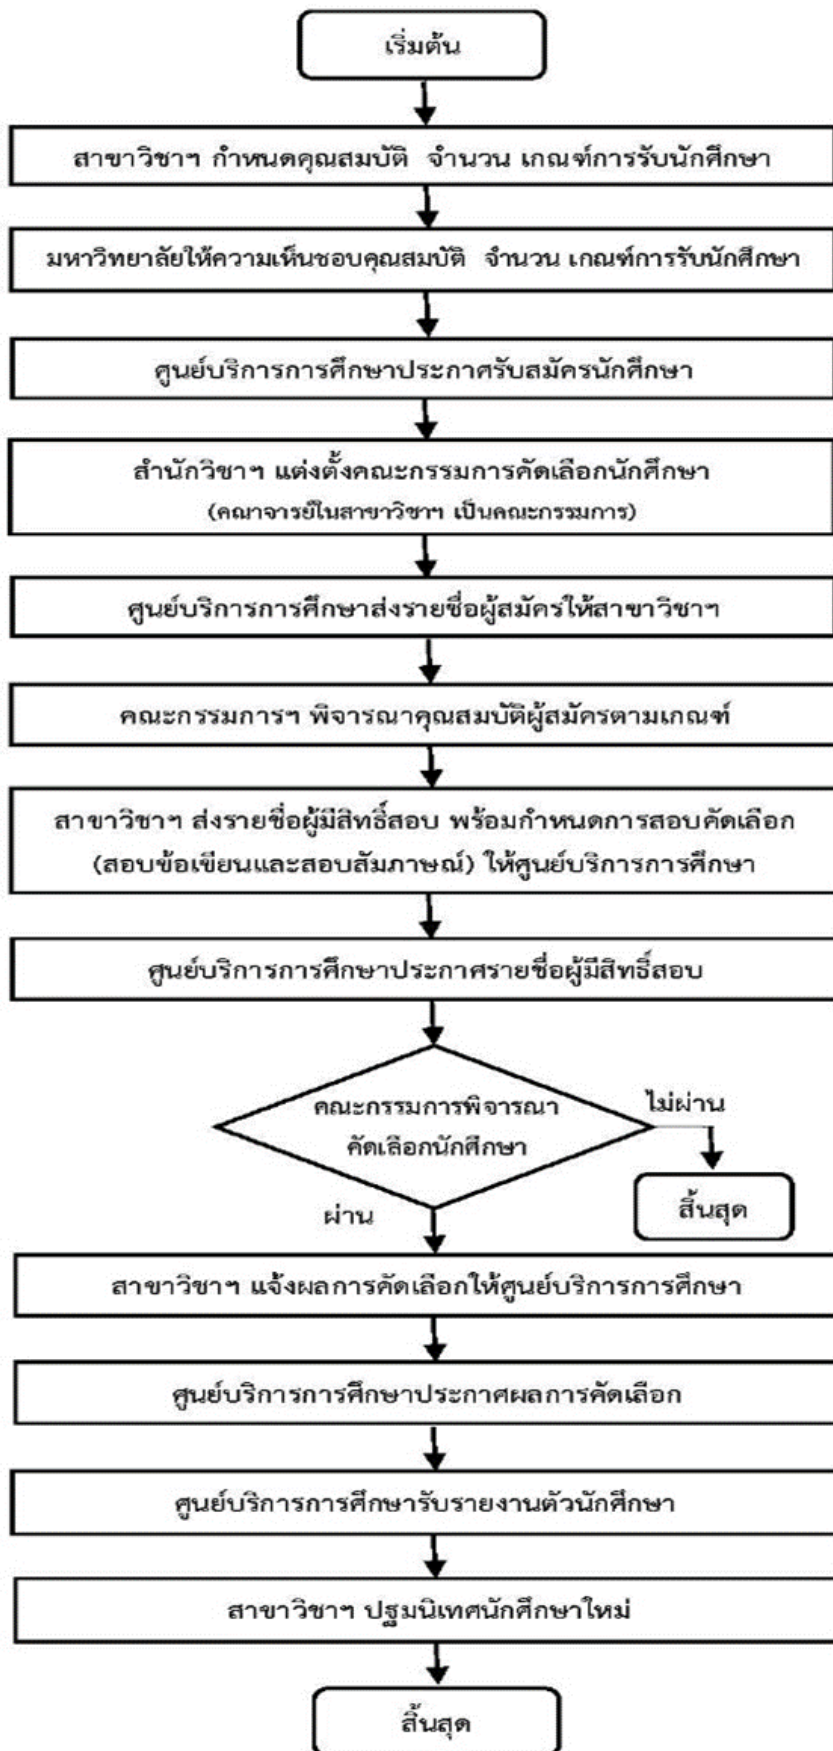 เริ่มต้น
สาขาวิชาฯ กำหนดคุณสมบัติ จำนวน เกณฑ์การรับนักศึกษา
มหาวิทยาลัยให้ความเห็นชอบคุณสมบัติ จำนวน เกณฑ์การรับนักศึกษา
ศูนย์บริการการศึกษาประกาศรับสมัครนักศึกษา
สำนักวิชาฯ แต่งตั้งคณะกรรมการคัดเลือกนักศึกษา
(คณาจารย์ในสาขาวิชาฯ เป็นคณะกรรมการ)
ศูนย์บริการการศึกษาส่งรายชื่อผู้สมัครให้สาขาวิชาฯ
คณะกรรมการฯ พิจารณาคุณสมบัติผู้สมัครตามเกณฑ์
สาขาวิชาฯ ส่งรายชื่อผู้มีสิทธิ์สอบ พร้อมกำหนดการสอบคัดเลือก
(สอบข้อเขียนและสอบสัมภาษณ์) ให้ศูนย์บริการการศึกษา
ศูนย์บริการการศึกษาประกาศรายชื่อผู้มีสิทธิ์สอบ
คณะกรรมการพิจารณา
คัดเลือกนักศึกษา
ไม่ผ่าน
สิ้นสุด
ผ่าน
สาขาวิชาฯ แจ้งผลการคัดเลือกให้ศูนย์บริการการศึกษา
ศูนย์บริการการศึกษาประกาศผลการคัดเลือก
ศูนย์บริการการศึกษารับรายงานตัวนักศึกษา
สาขาวิชาฯ ปฐมนิเทศนักศึกษาใหม่
สิ้นสุด